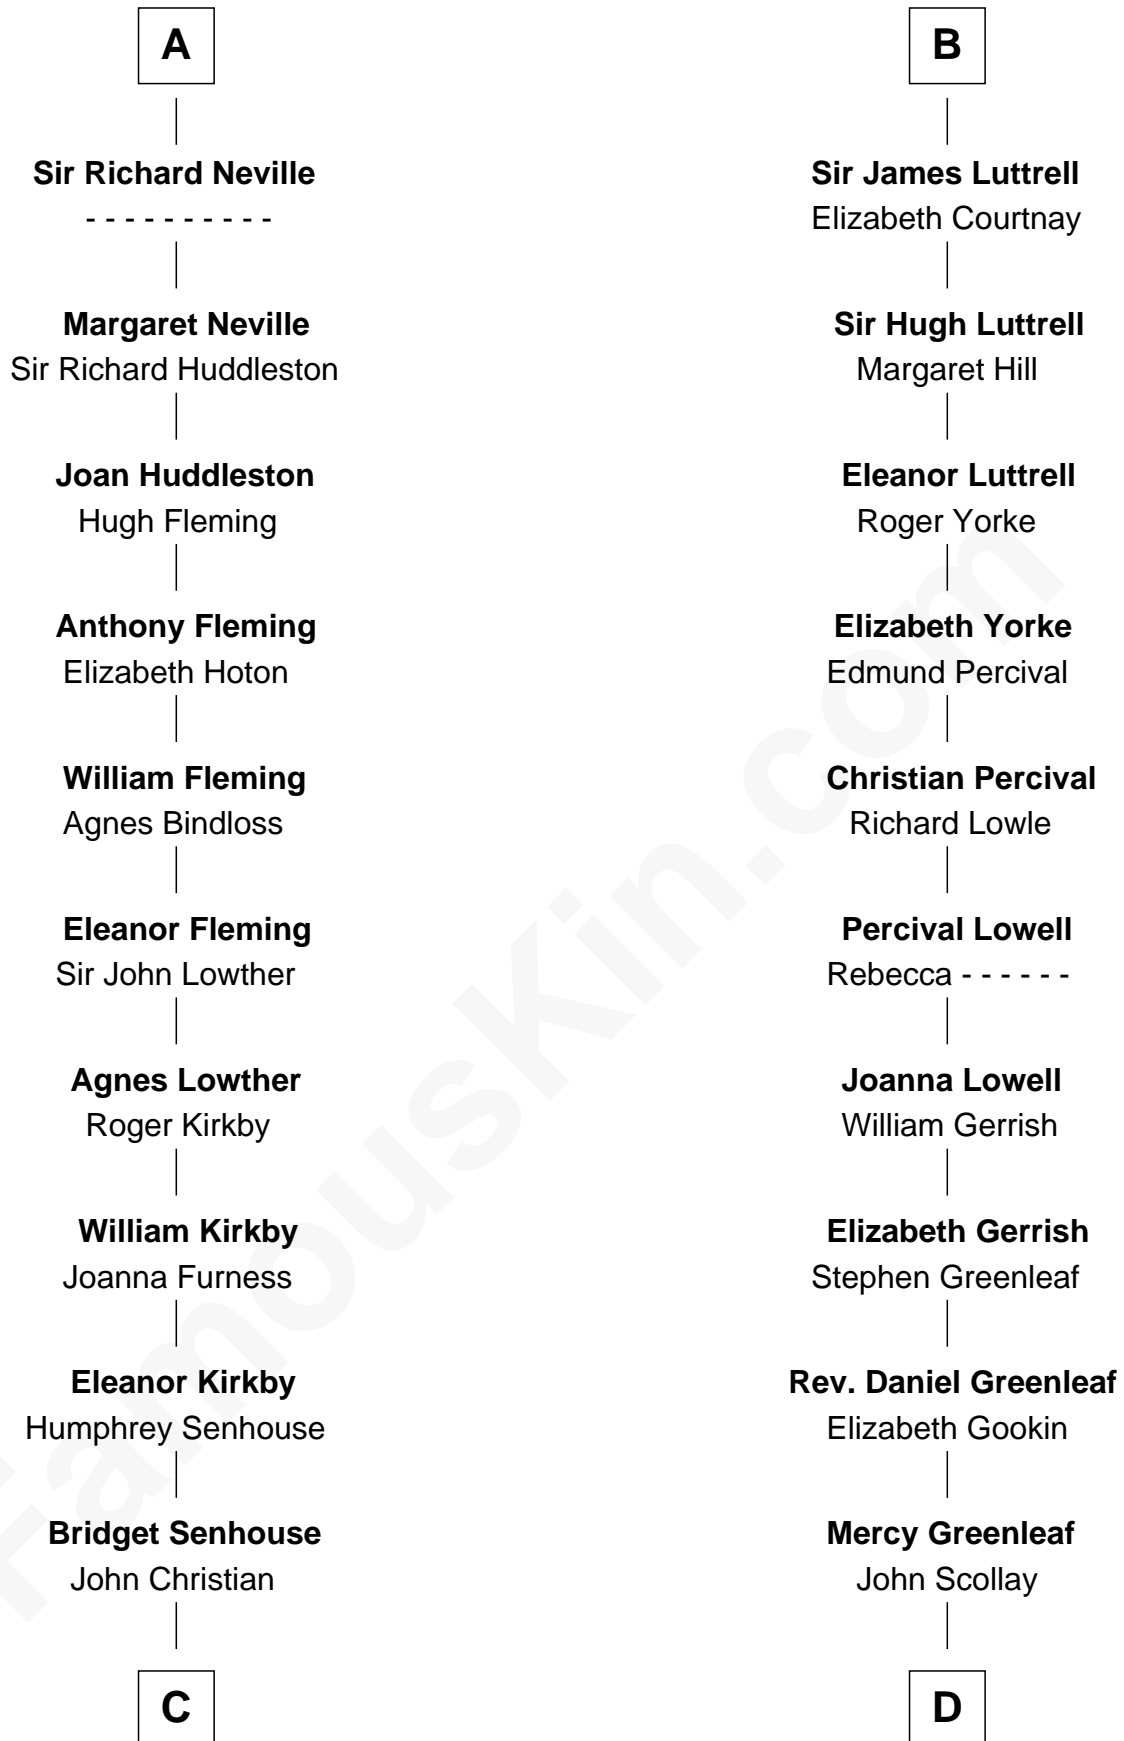 A
Sir Richard Neville
- - - - - - - - - -
Margaret Neville
Sir Richard Huddleston
Joan Huddleston
Hugh Fleming
Anthony Fleming
Elizabeth Hoton
William Fleming
Agnes Bindloss
Eleanor Fleming
Sir John Lowther
Agnes Lowther
Roger Kirkby
William Kirkby
Joanna Furness
Eleanor Kirkby
Humphrey Senhouse
Bridget Senhouse
John Christian
C
B
Sir James Luttrell
Elizabeth Courtnay
Sir Hugh Luttrell
Margaret Hill
Eleanor Luttrell
Roger Yorke
Elizabeth Yorke
Edmund Percival
Christian Percival
Richard Lowle
Percival Lowell
Rebecca - - - - - -
Joanna Lowell
William Gerrish
Elizabeth Gerrish
Stephen Greenleaf
Rev. Daniel Greenleaf
Elizabeth Gookin
Mercy Greenleaf
John Scollay
D
FamousKin.com